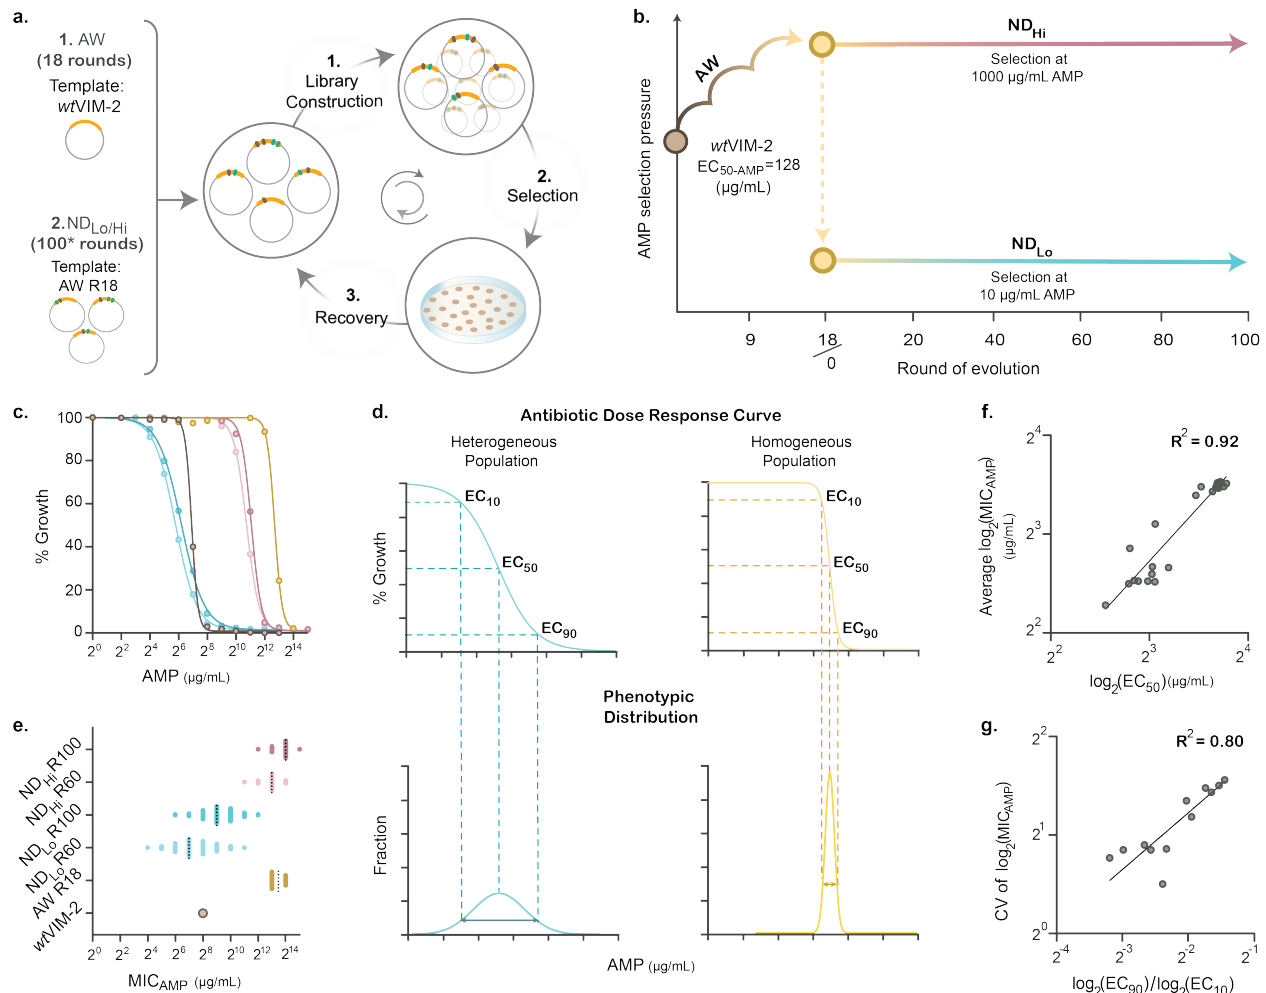 a.
1. AW
(18 rounds)
Template:
wtVIM-2
2.ND Lo/Hi
(100* rounds)
Template:
AW R18
1.
Library
Construction
2.
Selection
3.
Recovery
b.
AMP selection pressure
AW
wtVIM-2
EC50-AMP=128
(µg/mL)
NDHi
Selection at
1000 µg/mL AMP
NDLo
Selection at
10 µg/mL AMP
9
18
0
20
40
60
80
100
Round of evolution
c.
% Growth
100
80
60
40
20
0
2^0
2^2
2^4
2^6
2^8
2^10
2^12
2^14
AMP (µg/mL)
d.
Antibiotic Dose Response Curve
Heterogeneous
Population
Homogeneous
Population
% Growth
EC10
EC50
EC90
EC10
EC50
EC90
Phenotypic
Distribution
Fraction
AMP (µg/mL)
e.
NDHi R100
NDHi R60
NDLo R100
NDLo R60
AW R18
wtVIM-2
2^0
2^2
2^4
2^6
2^8
2^10
2^12
2^14
MICAMP (µg/mL)
f.
R^2 = 0.92
Average log2(MICAMP)
(µg/mL)
2^4
2^3
2^2
2^2
2^3
2^4
log2(EC50)(µg/mL)
g.
R^2 = 0.80
CV of log2(MICAMP)
2^2
2^1
2^0
2^-4
2^-3
2^-2
2^-1
log2(EC90)/log2(EC10)